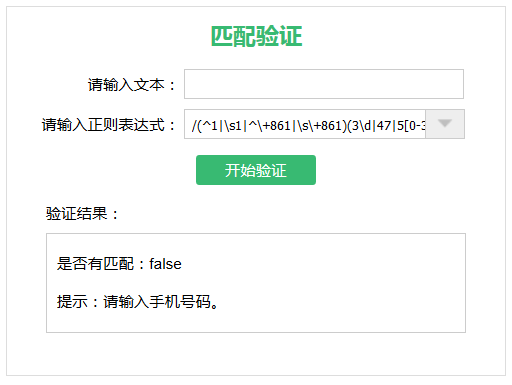 匹配验证
请输入文本：
请输入正则表达式： /(^1|\s1|^\+861|\s\+861)(3\d|47|5[0-3
开始验证
验证结果：
是否有匹配：false
提示：请输入手机号码。